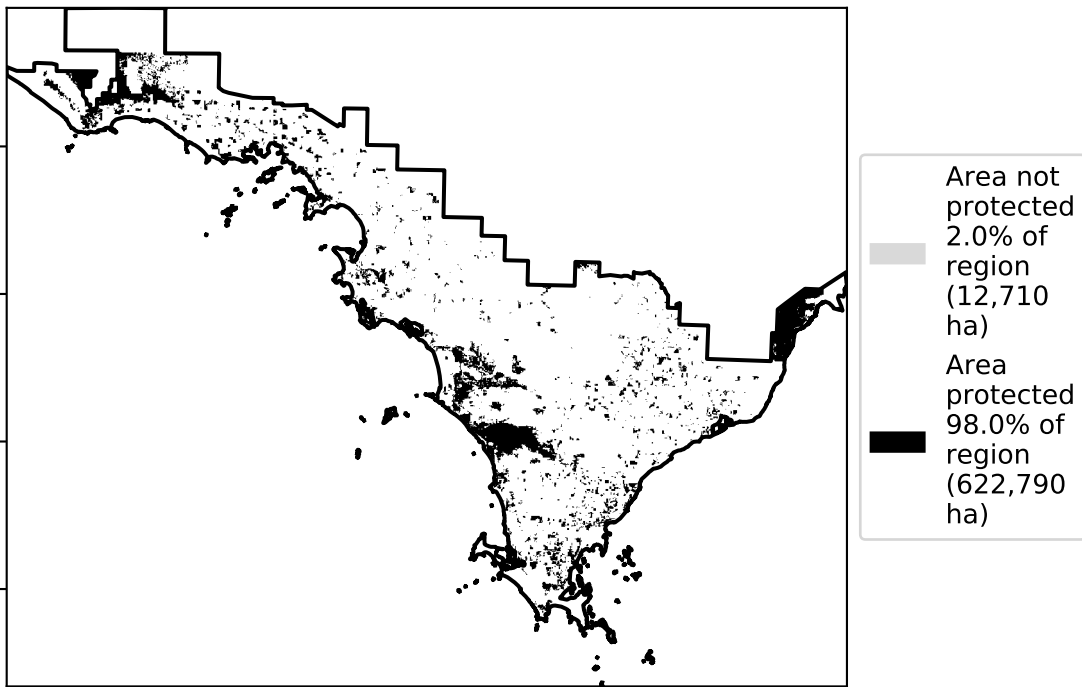 Area not
protected
2.0% of
region
(12,710
ha)
Area
protected
98.0% of
region
(622,790
ha)